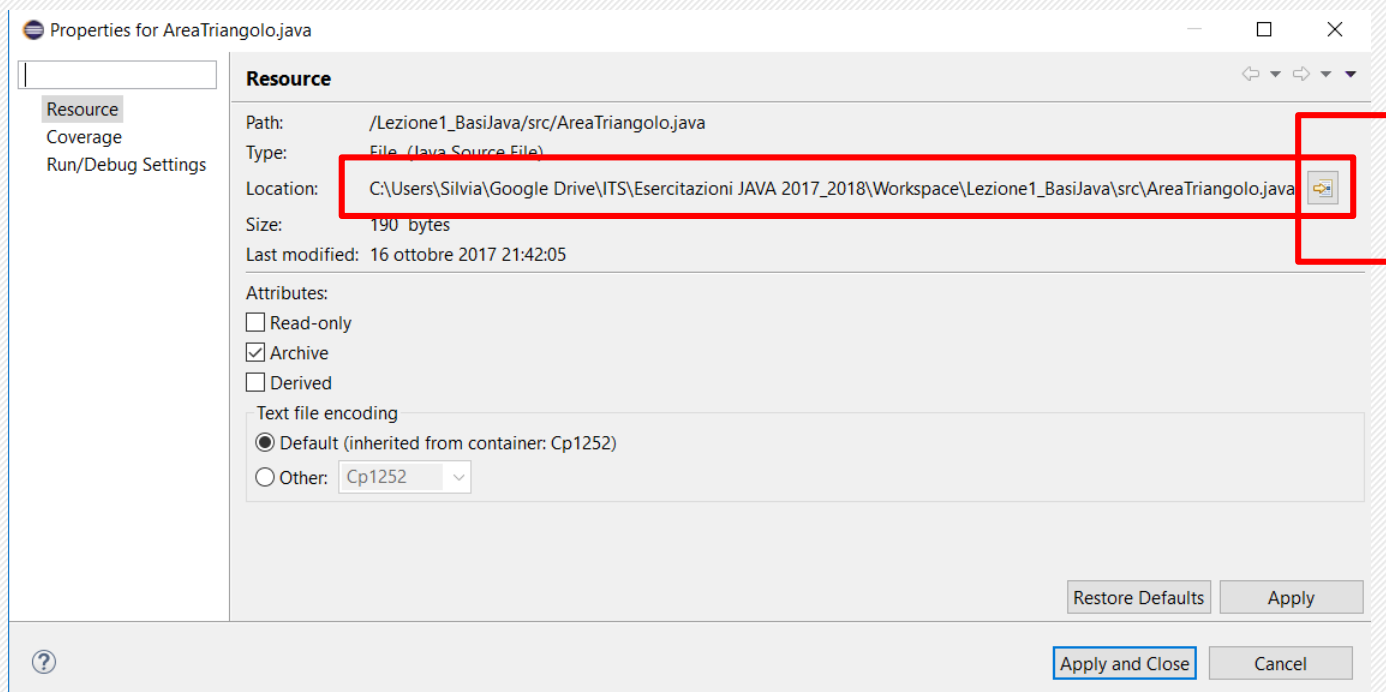 Properties for AreaTriangolo.java
Resource
Coverage
Run/Debug Settings
Resource
Path: /Lezione1_BasiJava/src/AreaTriangolo.java
Type: File (Java Source File)
Location: C:\Users\Silvia\Google Drive\ITS\Esercitazioni JAVA 2017_2018\Workspace\Lezione1_BasiJava\src\AreaTriangolo.java
Size: 190 bytes
Last modified: 16 ottobre 2017 21:42:05
Attributes:
Read-only
Archive
Derived
Text file encoding
Default (inherited from container: Cp1252)
Other: Cp1252
Restore Defaults Apply
? Apply and Close Cancel